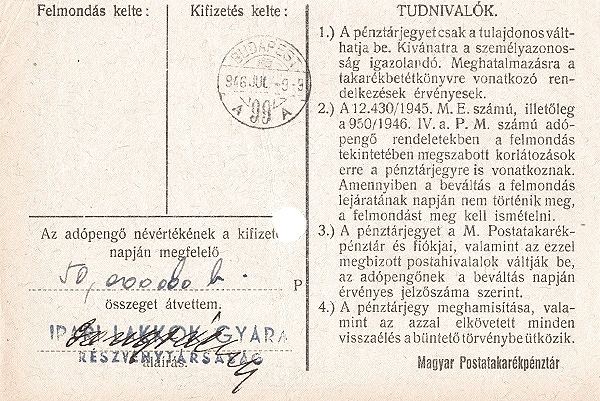 Felmondás kelte:
Kifizetés kelte:
BUDAPEST
946 JUL -9-9
A 99 A
Az adópengő névértékének a kifizeté
napján megfelelő
50,000.000 b.
P
összeget átvettem.
IPARI LAKKOK GYARA
RÉSZVÉNYTÁRSASÁG
aláírás.
TUDNIVALÓK.
1.) A pénztárjegyet csak a tulajdonos vált-
hatja be. Kívánatra a személyazonos-
ság igazolandó. Meghatalmazásra a
takarékbetétkönyvre vonatkozó ren-
delkezések érvényesek.
2.) A 12.430/1945. M. E. számú, illetőleg
a 950/1946. IV. a. P. M. számú adó-
pengő rendeletekben a felmondás
tekintetében megszabott korlátozások
erre a pénztárjegyre is vonatkoznak.
Amennyiben a beváltás a felmondás
lejáratának napján nem történik meg,
a felmondást meg kell ismételni.
3.) A pénztárjegyet a M. Postatakarék-
pénztár és fiókjai, valamint az ezzel
megbízott postahivatalok váltják be,
az adópengőnek a beváltás napján
érvényes jelzőszáma szerint.
4.) A pénztárjegy meghamisítása, vala-
mint az azzal elkövetett minden
visszaélés a büntető törvénybe ütközik.
Magyar Postatakarékpénztár